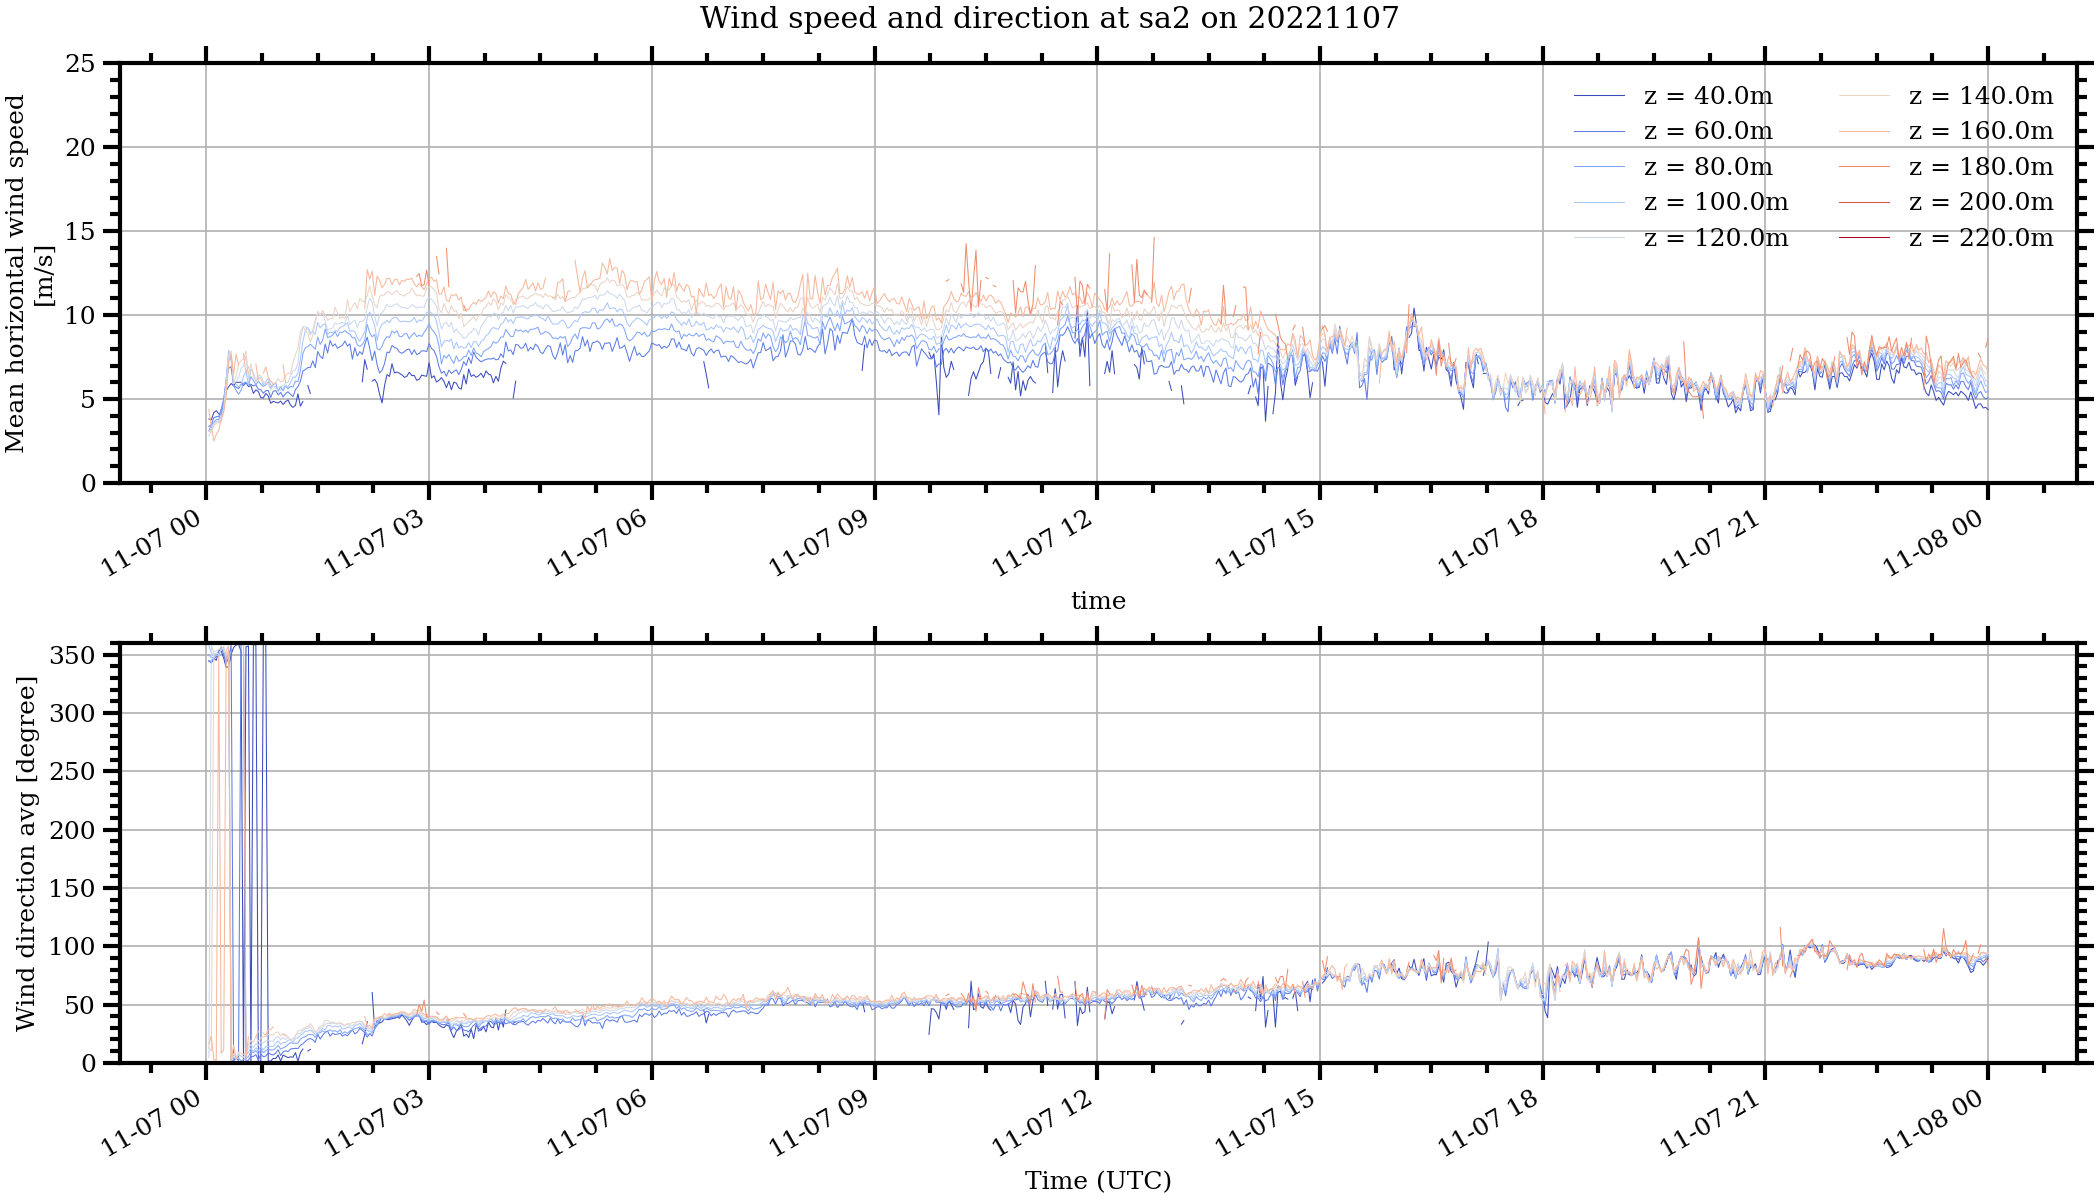 Wind speed and direction at sa2 on 20221107
Mean horizontal wind speed
[m/s]
25
20
15
10
5
0
z = 40.0m
z = 60.0m
z = 80.0m
z = 100.0m
z = 120.0m
z = 140.0m
z = 160.0m
z = 180.0m
z = 200.0m
z = 220.0m
11-07 00
11-07 03
11-07 06
11-07 09
11-07 12
11-07 15
11-07 18
11-07 21
11-08 00
time
Wind direction avg [degree]
350
300
250
200
150
100
50
0
11-07 00
11-07 03
11-07 06
11-07 09
11-07 12
11-07 15
11-07 18
11-07 21
11-08 00
Time (UTC)